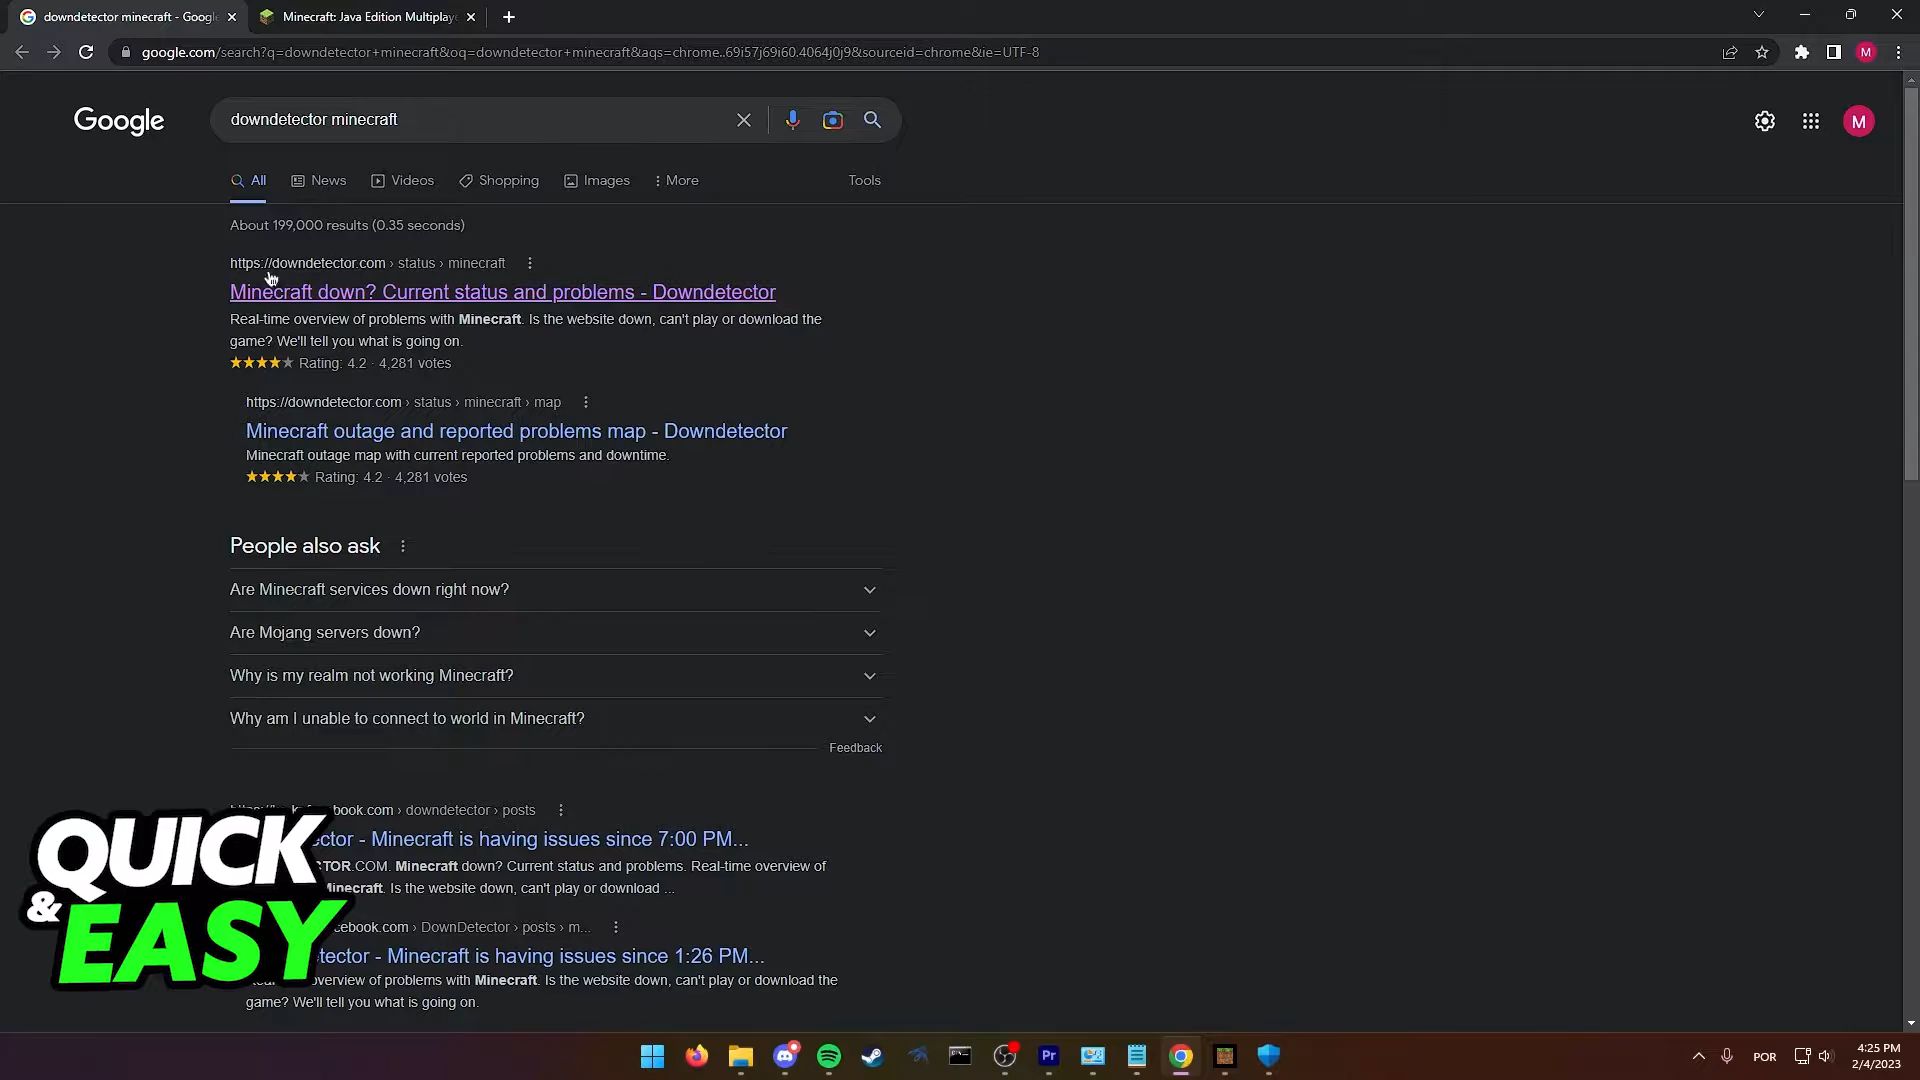 downdetector minecraft - Google
Minecraft: Java Edition Multiplaye
google.com/search?q=downdetector+minecraft&oq=downdetector+minecraft&aqs=chrome..69i57j69i60.4064j0j9&sourceid=chrome&ie=UTF-8
M
Google
downdetector minecraft
M
All
News
Videos
Shopping
Images
More
Tools
About 199,000 results (0.35 seconds)
https://downdetector.com › status › minecraft
Minecraft down? Current status and problems - Downdetector
Real-time overview of problems with Minecraft. Is the website down, can't play or download the
game? We'll tell you what is going on.
Rating: 4.2 · 4,281 votes
https://downdetector.com › status › minecraft › map
Minecraft outage and reported problems map - Downdetector
Minecraft outage map with current reported problems and downtime.
Rating: 4.2 · 4,281 votes
People also ask
Are Minecraft services down right now?
Are Mojang servers down?
Why is my realm not working Minecraft?
Why am I unable to connect to world in Minecraft?
Feedback
book.com › downdetector › posts
ector - Minecraft is having issues since 7:00 PM...
CTOR.COM. Minecraft down? Current status and problems. Real-time overview of
Minecraft. Is the website down, can't play or download ...
cebook.com › DownDetector › posts › m...
tector - Minecraft is having issues since 1:26 PM...
overview of problems with Minecraft. Is the website down, can't play or download the
game? We'll tell you what is going on.
QUICK
& EASY
Pr
POR
4:25 PM
2/4/2023